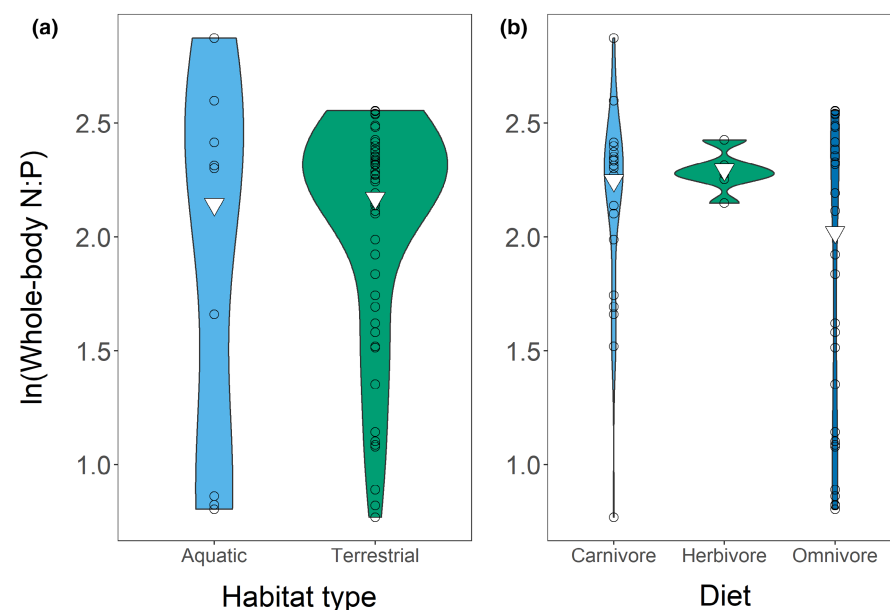 (a)
(b)
ln(Whole-body N:P)
2.5
2.0
1.5
1.0
Aquatic
Terrestrial
Habitat type
2.5
2.0
1.5
1.0
Carnivore
Herbivore
Omnivore
Diet